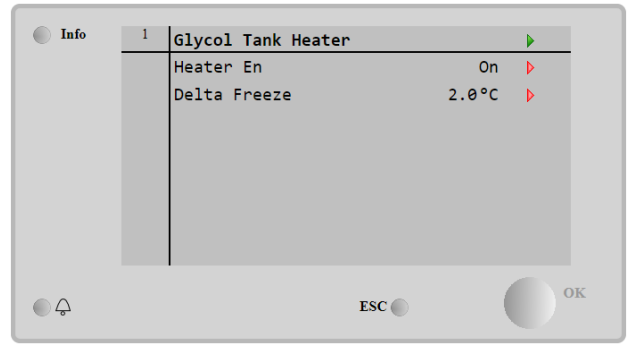 Info
1 Glycol Tank Heater
Heater En On
Delta Freeze 2.0°C
ESC
OK